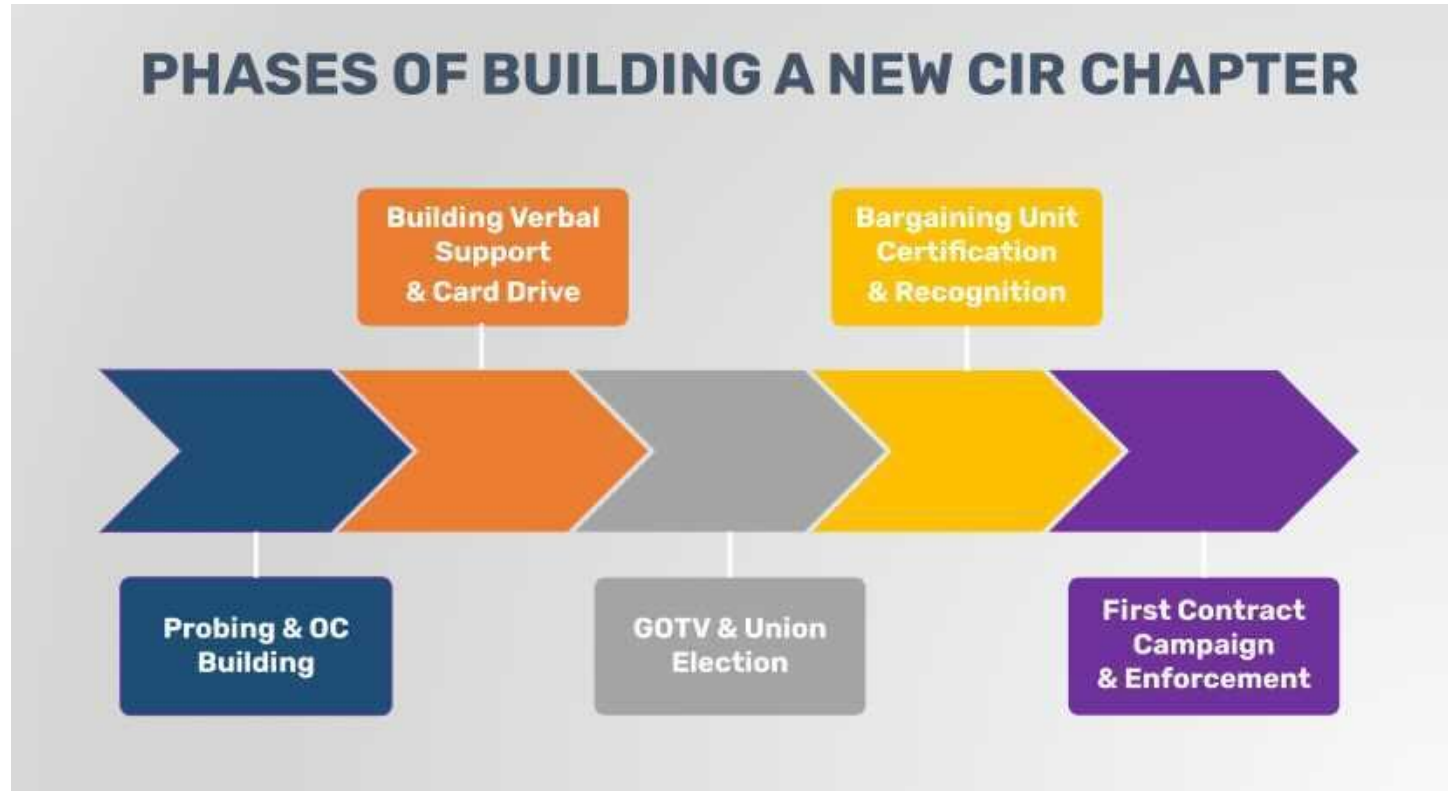 PHASES OF BUILDING A NEW CIR CHAPTER
Building Verbal
Support
& Card Drive
Bargaining Unit
Certification
& Recognition
Probing & OC
Building
GOTV & Union
Election
First Contract
Campaign
& Enforcement